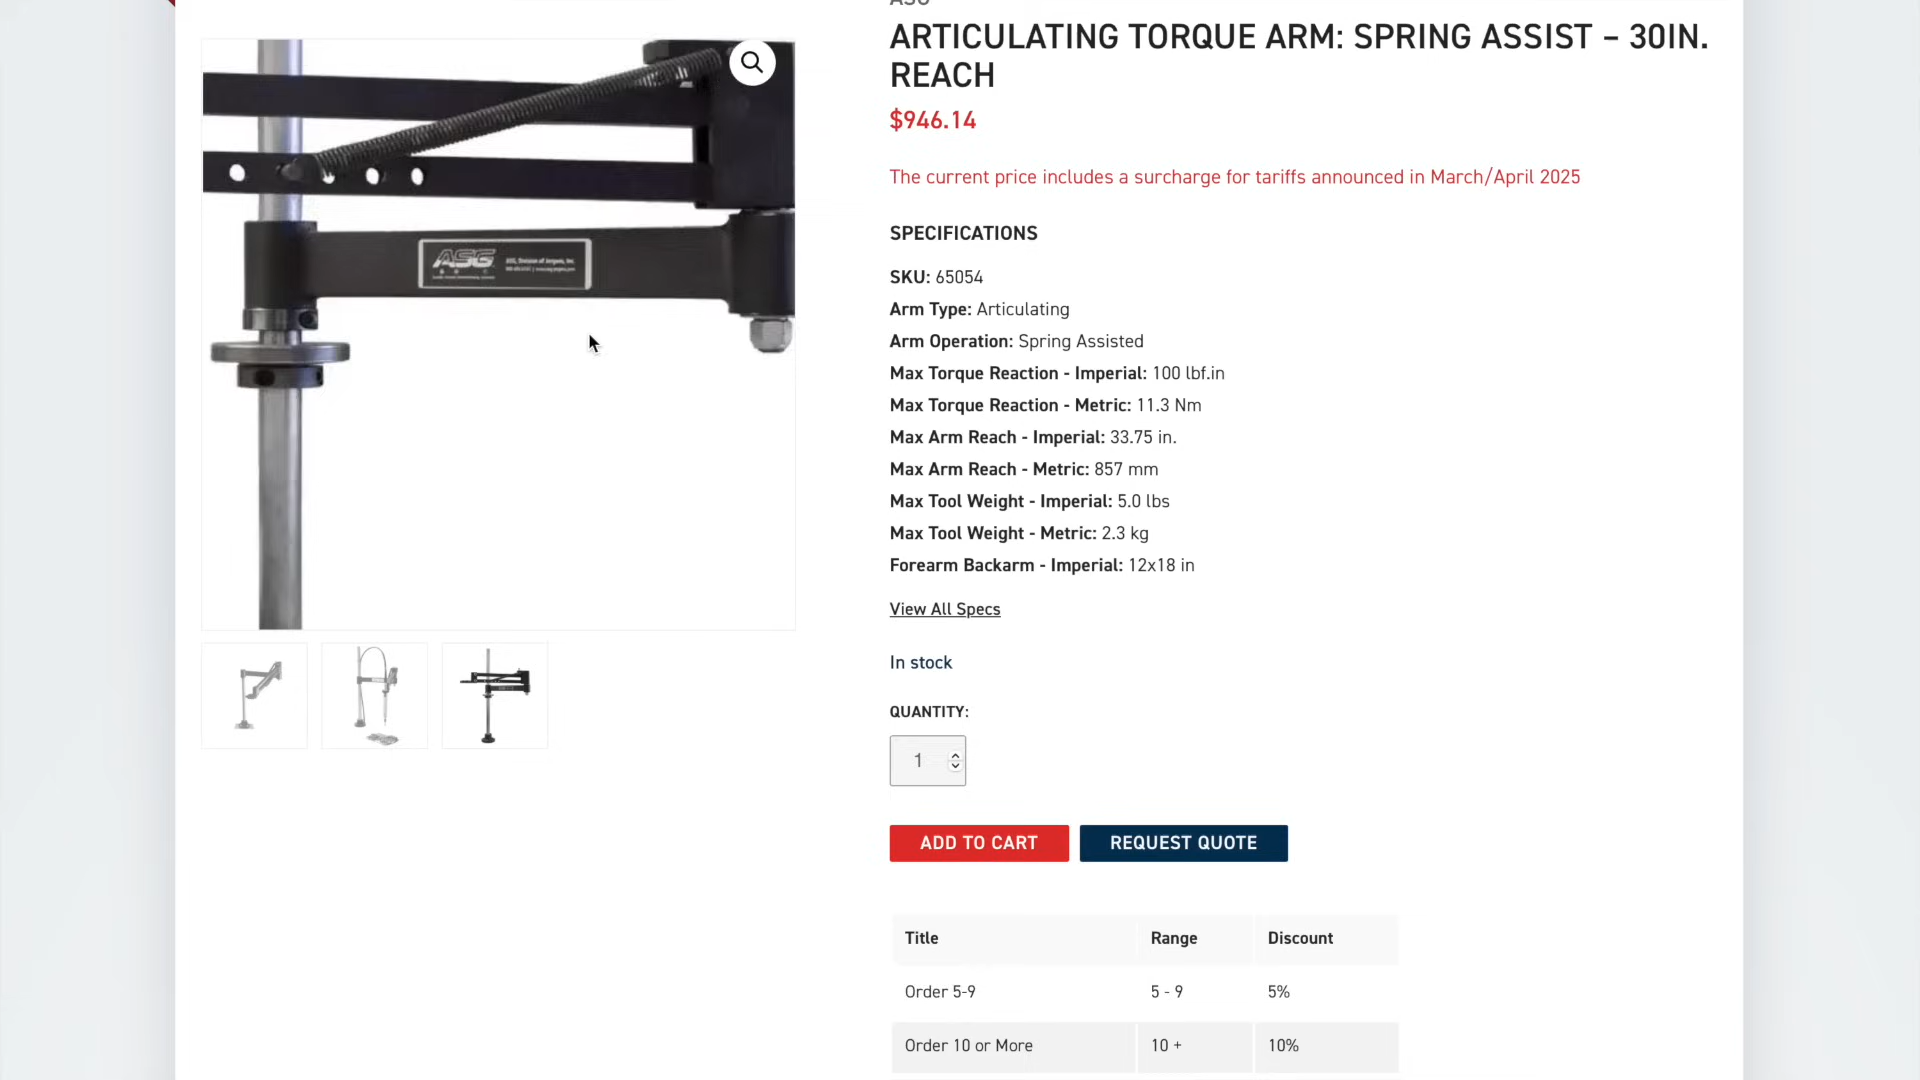 ARTICULATING TORQUE ARM: SPRING ASSIST – 30IN.
REACH
$946.14
The current price includes a surcharge for tariffs announced in March/April 2025
SPECIFICATIONS
SKU: 65054
Arm Type: Articulating
Arm Operation: Spring Assisted
Max Torque Reaction - Imperial: 100 lbf.in
Max Torque Reaction - Metric: 11.3 Nm
Max Arm Reach - Imperial: 33.75 in.
Max Arm Reach - Metric: 857 mm
Max Tool Weight - Imperial: 5.0 lbs
Max Tool Weight - Metric: 2.3 kg
Forearm Backarm - Imperial: 12x18 in
View All Specs
In stock
QUANTITY:
1
ADD TO CART REQUEST QUOTE
Title Range Discount
Order 5-9 5 - 9 5%
Order 10 or More 10 + 10%
ASG